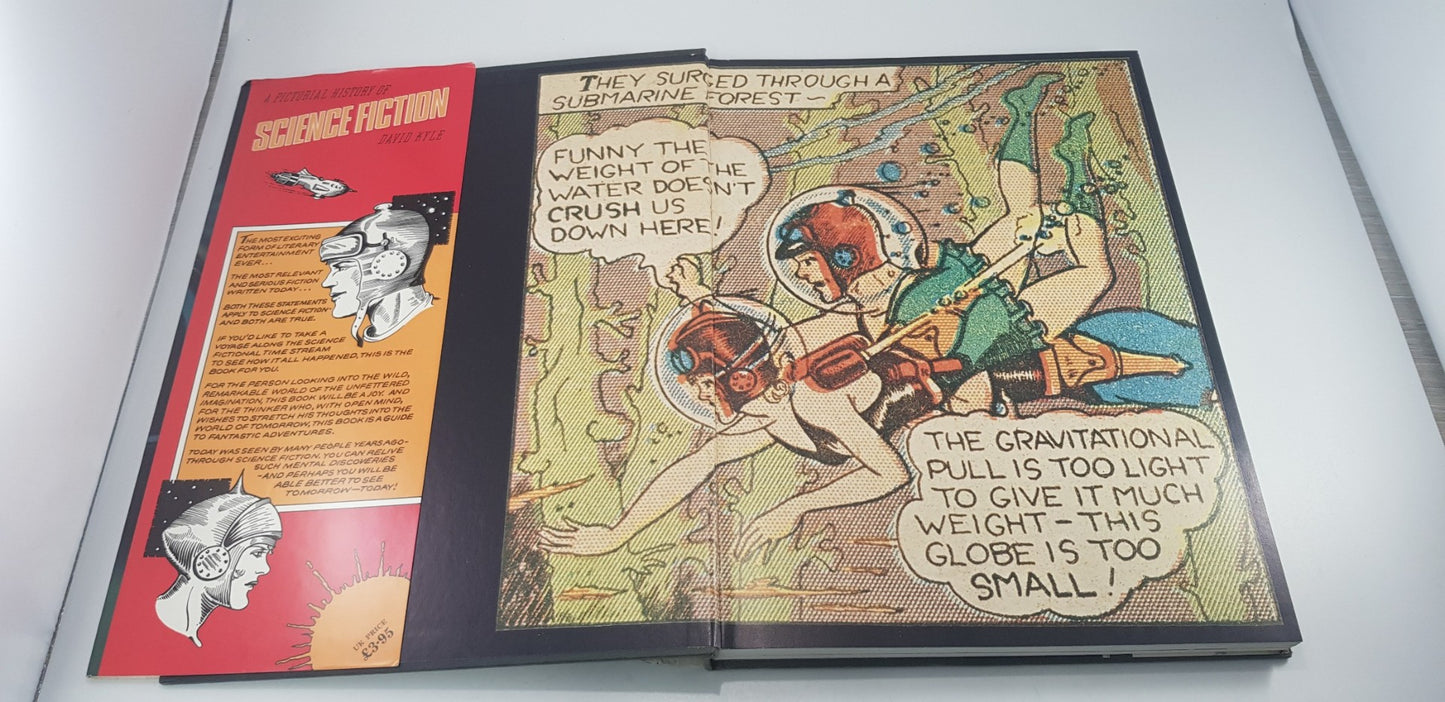 A PICTORIAL HISTORY OF
SCIENCE FICTION
DAVID KYLE
THE MOST EXCITING
FORM OF LITERARY
ENTERTAINMENT
EVER...
THE MOST RELEVANT
AND SERIOUS FICTION
WRITTEN TODAY...
BOTH THESE STATEMENTS
APPLY TO SCIENCE FICTION-
AND BOTH ARE TRUE.
IF YOU'D LIKE TO TAKE A
VOYAGE ALONG THE SCIENCE
FICTIONAL TIME STREAM
TO SEE HOW IT ALL HAPPENED, THIS IS THE
BOOK FOR YOU.
FOR THE PERSON LOOKING INTO THE WILD,
REMARKABLE WORLD OF THE UNFETTERED
IMAGINATION, THIS BOOK WILL BE A JOY. AND
FOR THE THINKER WHO, WITH OPEN MIND,
WISHES TO STRETCH HIS THOUGHTS INTO THE
WORLD OF TOMORROW, THIS BOOK IS A GUIDE
TO FANTASTIC ADVENTURES.
TODAY WAS SEEN BY MANY PEOPLE YEARS AGO-
THROUGH SCIENCE FICTION. YOU CAN RELIVE
SUCH MENTAL DISCOVERIES
-AND PERHAPS YOU WILL BE
ABLE BETTER TO SEE
TOMORROW-TODAY!
UK PRICE
£3.95
THEY SURGED THROUGH A
SUBMARINE FOREST~
FUNNY THE
WEIGHT OF THE
WATER DOESN'T
CRUSH US
DOWN HERE!
THE GRAVITATIONAL
PULL IS TOO LIGHT
TO GIVE IT MUCH
WEIGHT-THIS
GLOBE IS TOO
SMALL!